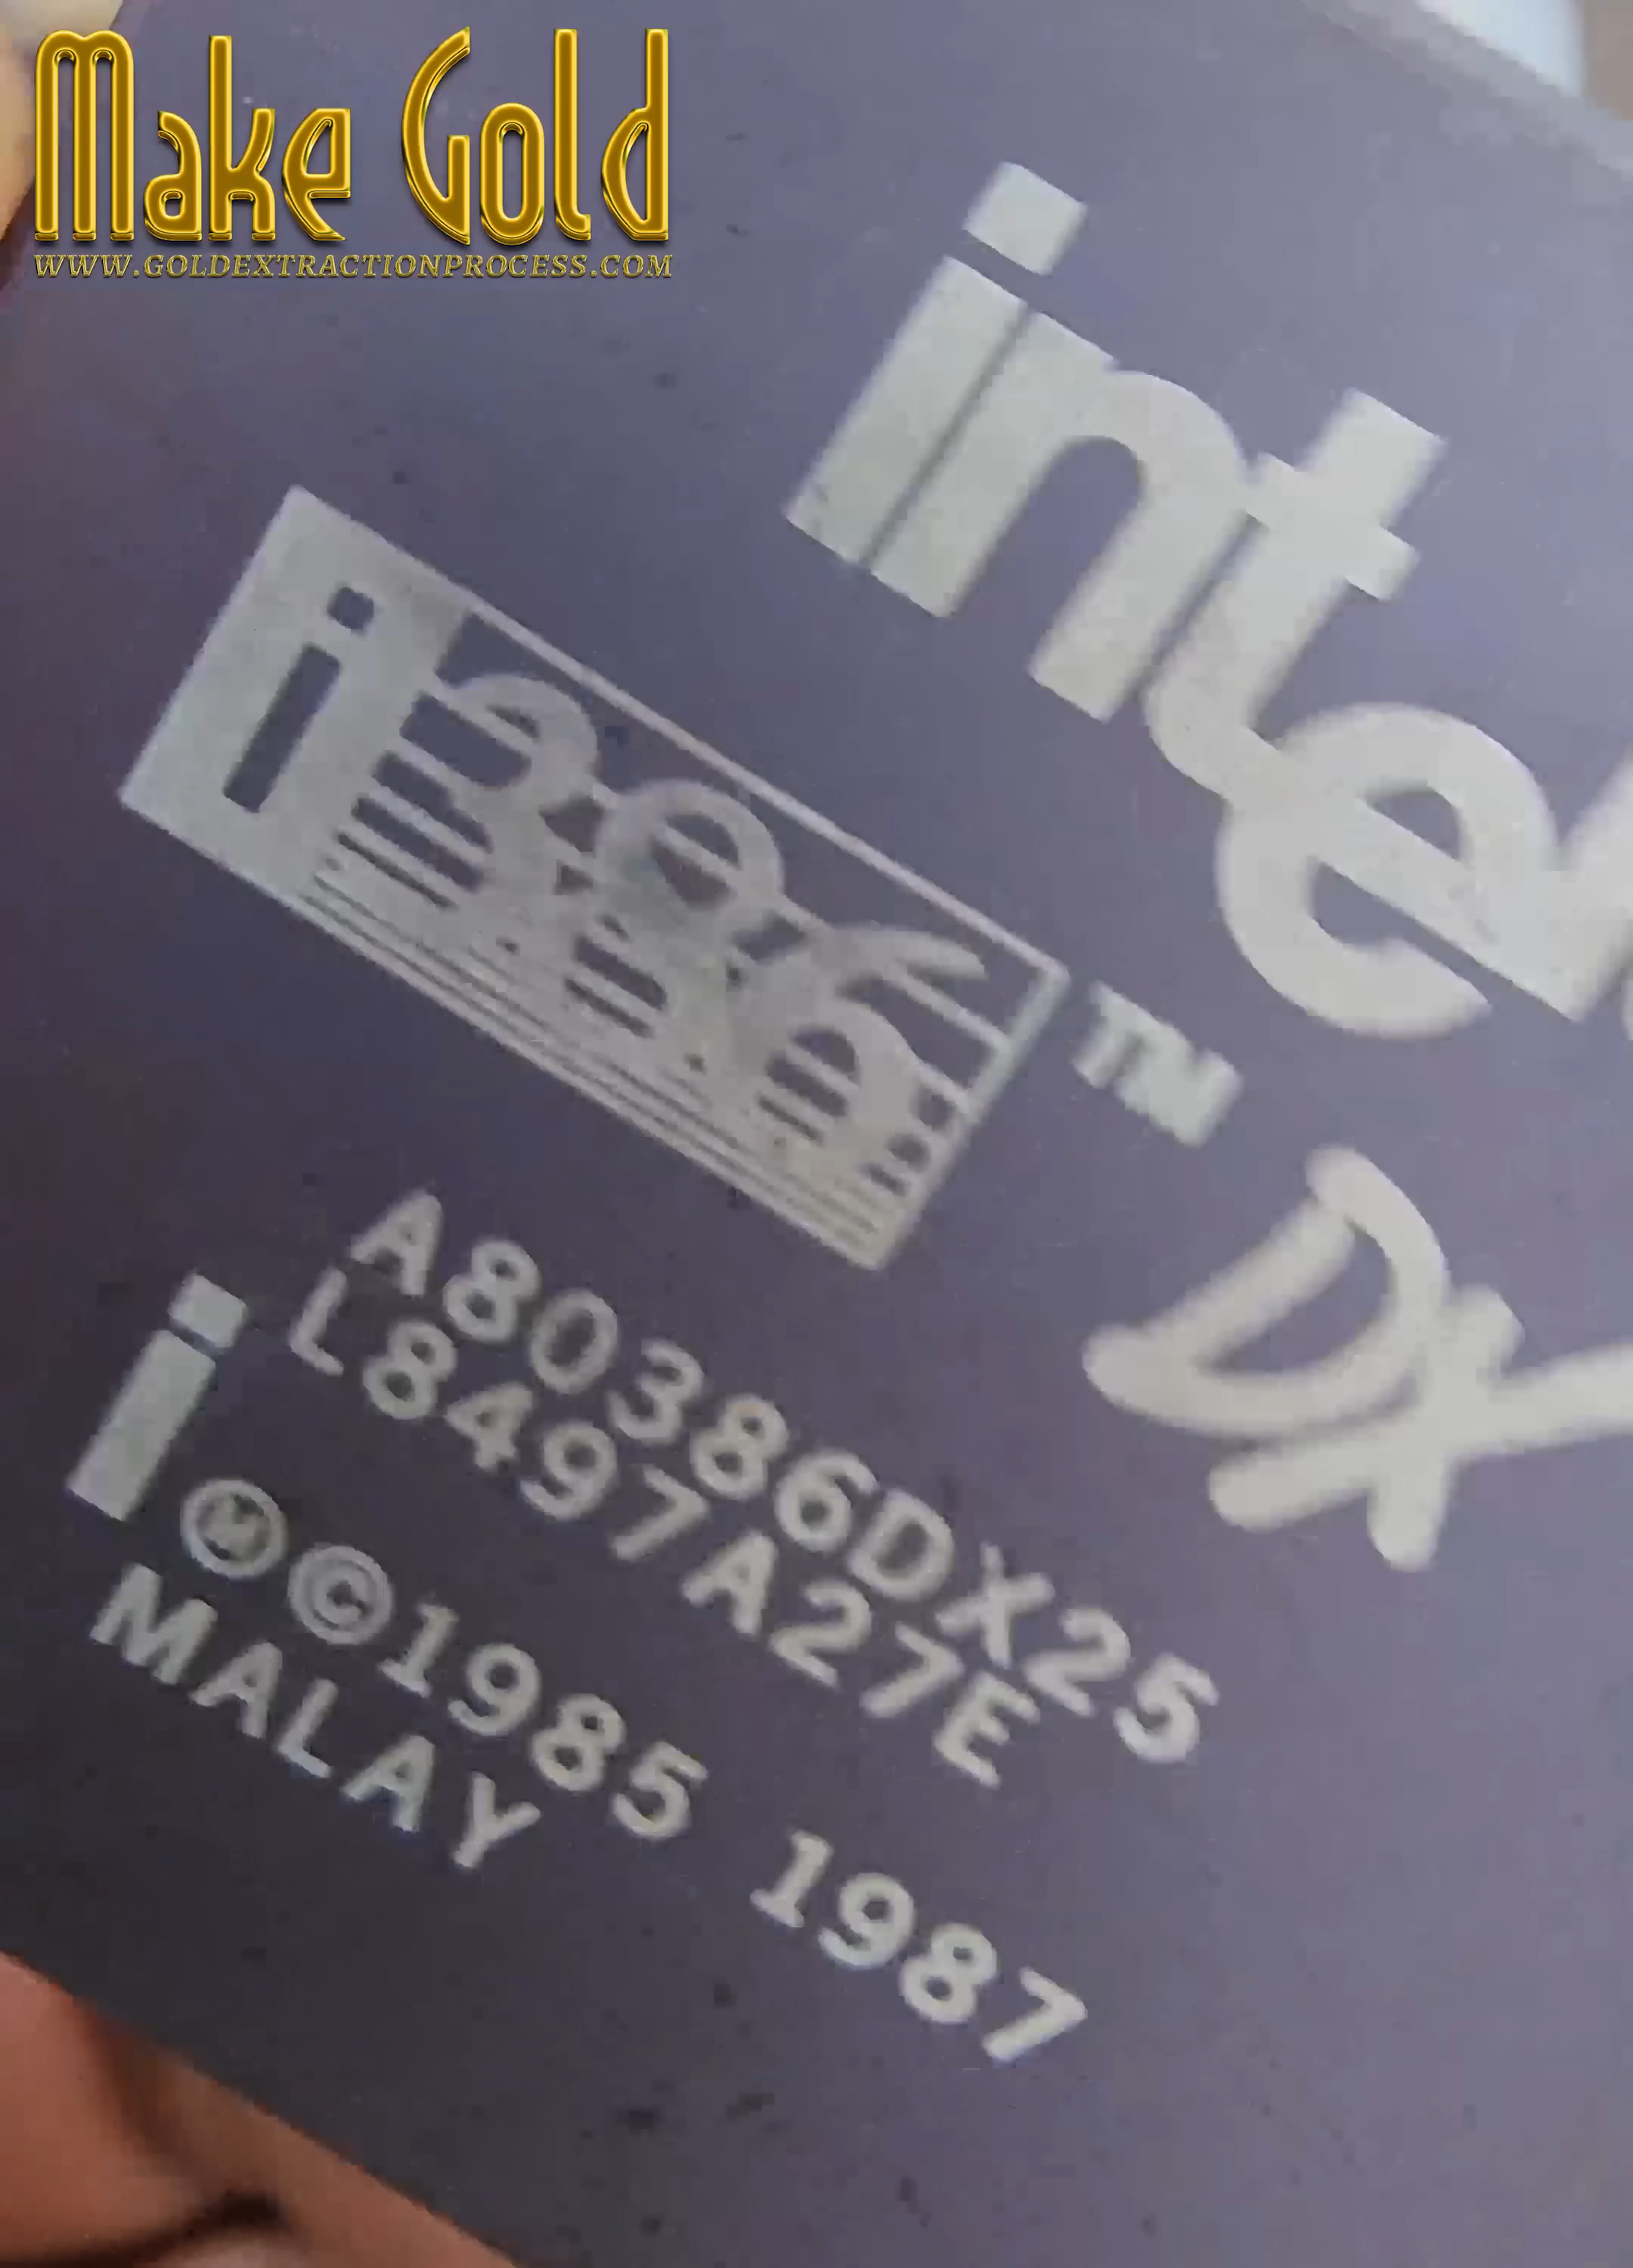 Make Gold
WWW.GOLDEXTRACTIONPROCESS.COM
intel
i386 TM
DX
A80386DX25
L8497A27E
i Ⓜ©1985 1987
MALAY